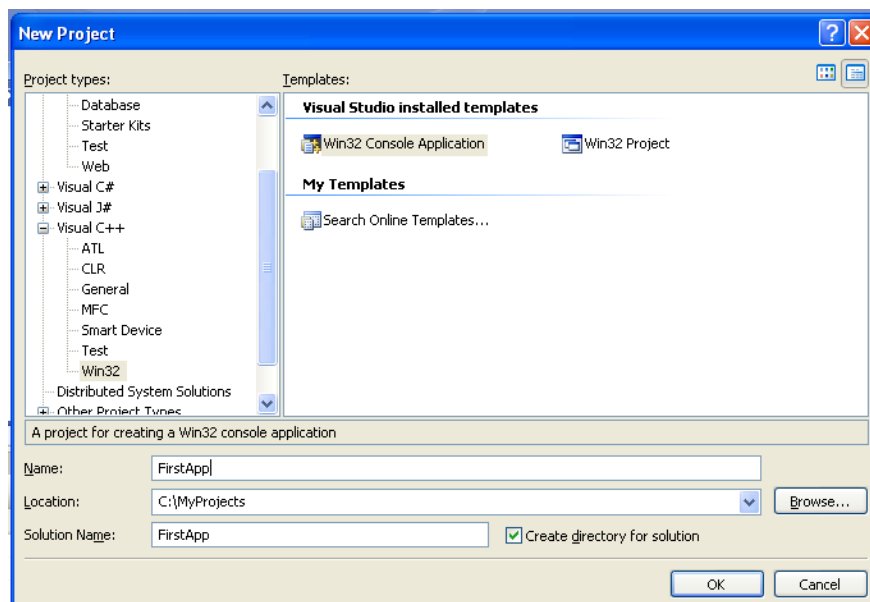 New Project
Project types:
Templates:
Database
Starter Kits
Test
Web
Visual C#
Visual J#
Visual C++
ATL
CLR
General
MFC
Smart Device
Test
Win32
Distributed System Solutions
Other Project Types
Visual Studio installed templates
Win32 Console Application
Win32 Project
My Templates
Search Online Templates...
A project for creating a Win32 console application
Name:
FirstApp
Location:
C:\MyProjects
Browse...
Solution Name:
FirstApp
Create directory for solution
OK
Cancel